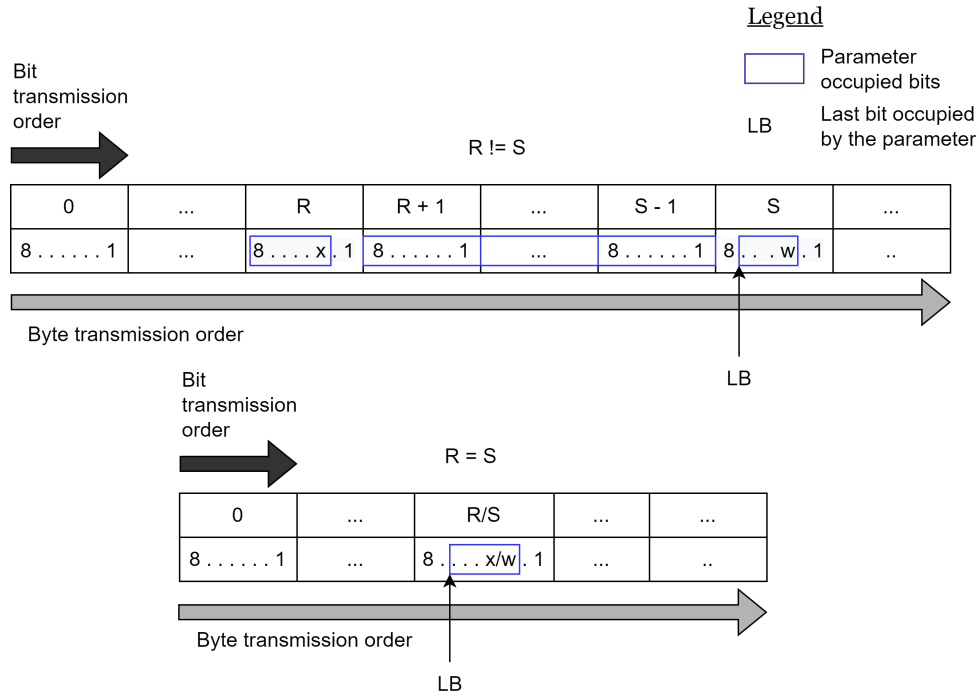 Legend
Parameter
occupied bits
LB
Last bit occupied
by the parameter
Bit
transmission
order
R != S
0 ... R R + 1 ... S - 1 S ...
8 . . . . . . 1 ... 8 . . . . x . 1 8 . . . . . . 1 ... 8 . . . . . . 1 8 . . . w . 1 ..
Byte transmission order
LB
Bit
transmission
order
R = S
0 ... R/S ... ...
8 . . . . . . 1 ... 8 . . . . x/w . 1 ... ..
Byte transmission order
LB